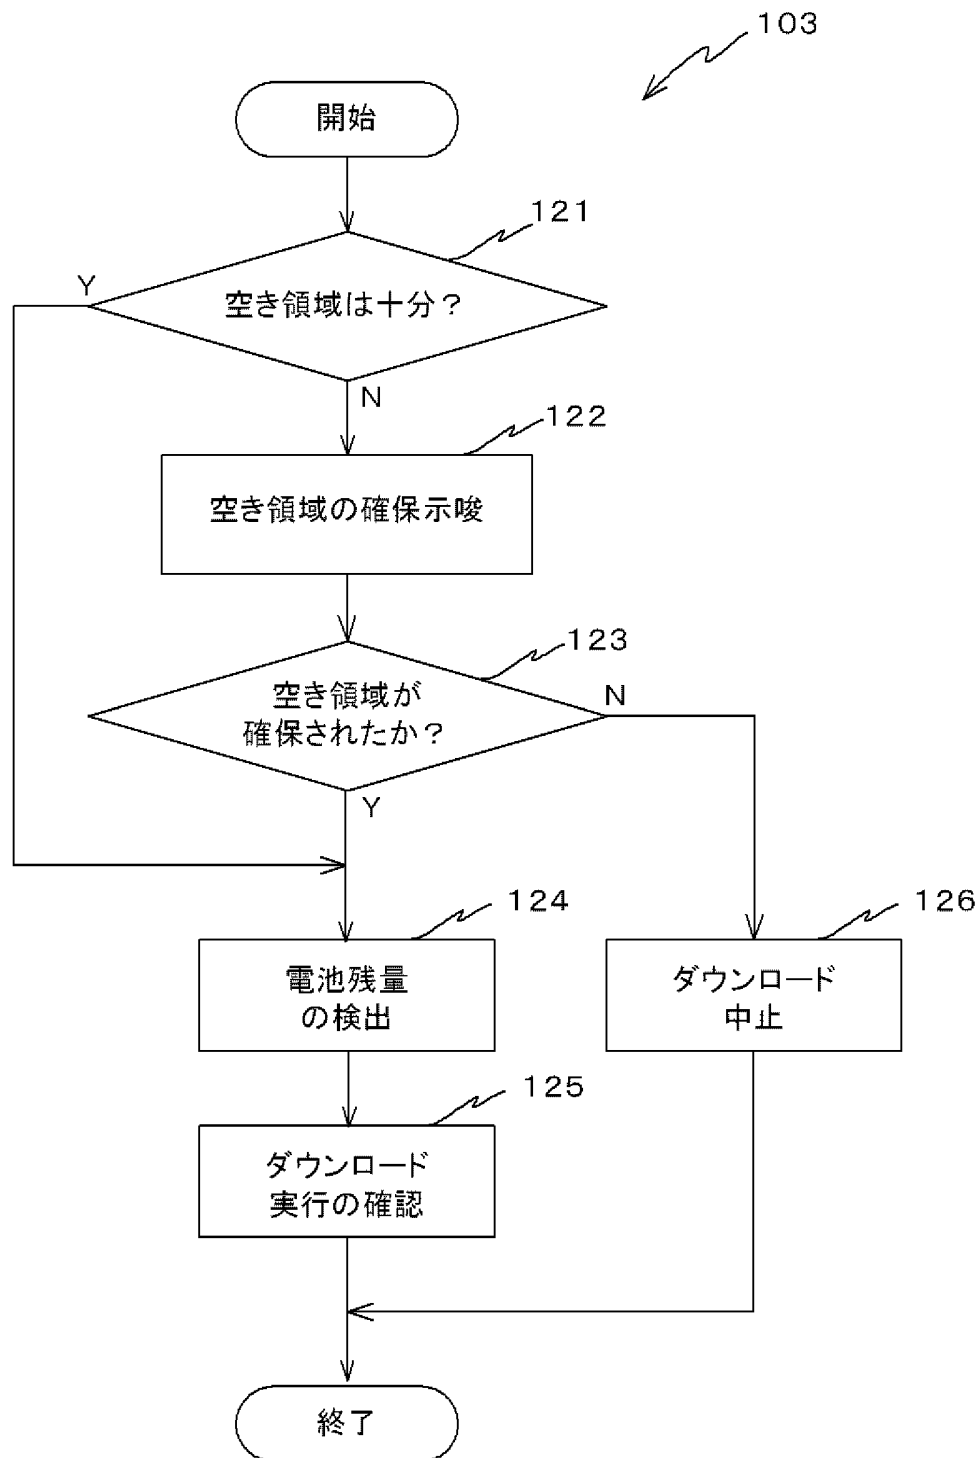 103
開始
121
Y
空き領域は十分？
N
122
空き領域の確保示唆
123
空き領域が
確保されたか？
N
Y
124
電池残量
の検出
126
ダウンロード
中止
125
ダウンロード
実行の確認
終了